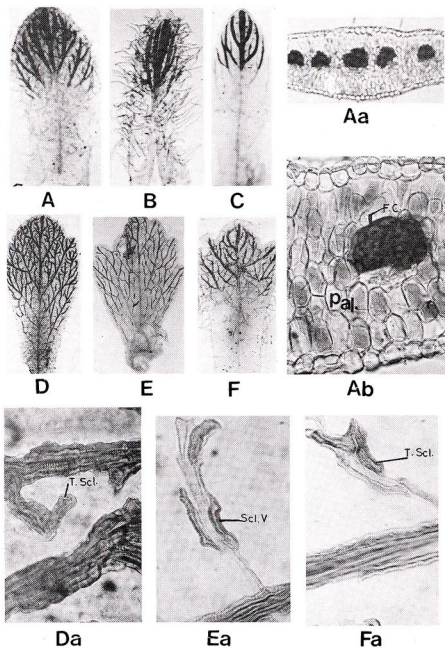 A B C
Aa
F.C.
pal.
D E F
Ab
T. Scl.
Scl. V
T. Scl.
Da Ea Fa